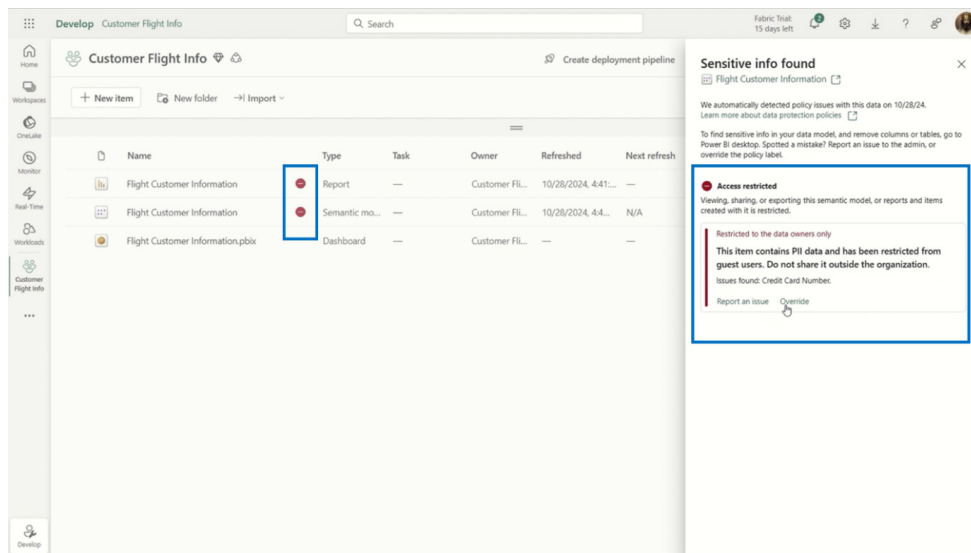 Develop Customer Flight Info
Search
Fabric Trial:
15 days left
2
Home
Workspaces
OneLake
Monitor
Real-Time
Workloads
Customer
Flight Info
Develop
Customer Flight Info
Create deployment pipeline
New item New folder Import
Name Type Task Owner Refreshed Next refresh
Flight Customer Information Report — Customer Fli... 10/28/2024, 4:41:... —
Flight Customer Information Semantic mo... — Customer Fli... 10/28/2024, 4:4... N/A
Flight Customer Information.pbix Dashboard — Customer Fli... — —
Sensitive info found
Flight Customer Information
We automatically detected policy issues with this data on 10/28/24.
Learn more about data protection policies
To find sensitive info in your data model, and remove columns or tables, go to
Power BI desktop. Spotted a mistake? Report an issue to the admin, or
override the policy label.
Access restricted
Viewing, sharing, or exporting this semantic model, or reports and items
created with it is restricted.
Restricted to the data owners only
This item contains PII data and has been restricted from
guest users. Do not share it outside the organization.
Issues found: Credit Card Number.
Report an issue Override